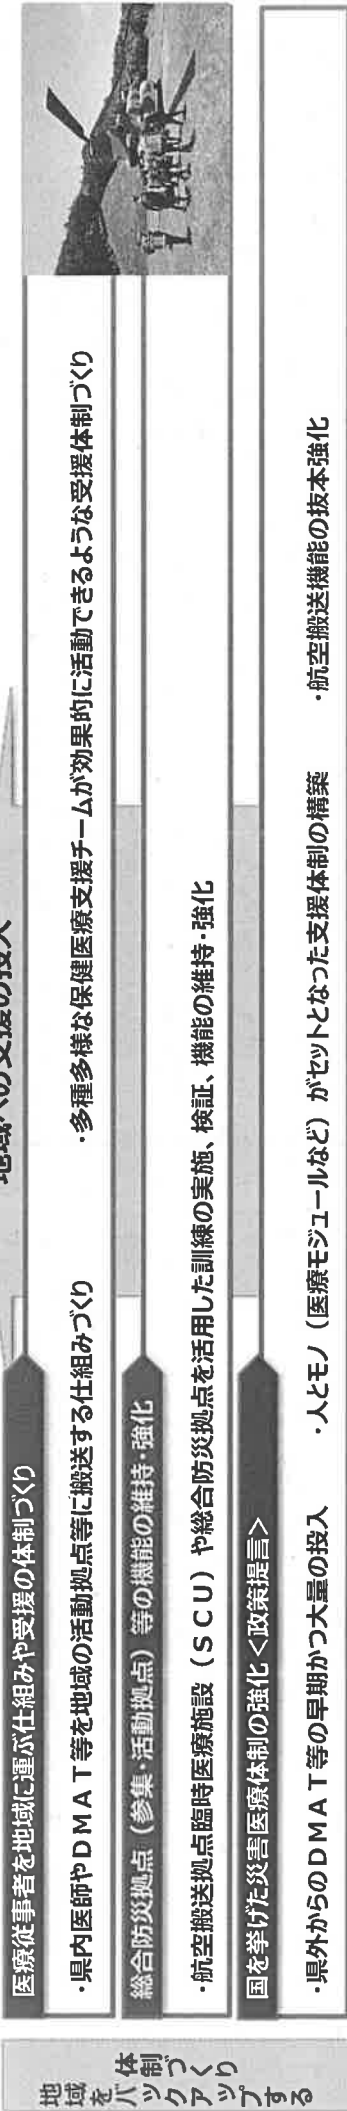 地域への支援の投入
医療従事者を地域に運ぶ仕組みや受援の体制づくり
・県内医師やDMAT等を地域の活動拠点等に搬送する仕組みづくり ・多種多様な保健医療支援チームが効果的に活動できるような受援体制づくり
総合防災拠点（参集・活動拠点）等の機能の維持・強化
・航空搬送拠点臨時医療施設（ＳＣＵ）や総合防災拠点を活用した訓練の実施、検証、機能の維持・強化
国を挙げた災害医療体制の強化＜政策提言＞
・県外からのDMAT等の早期かつ大量の投入 ・人とモノ（医療モジュールなど）がセットとなった支援体制の構築 ・航空搬送機能の抜本強化
地域をバックアップする
体制づくり